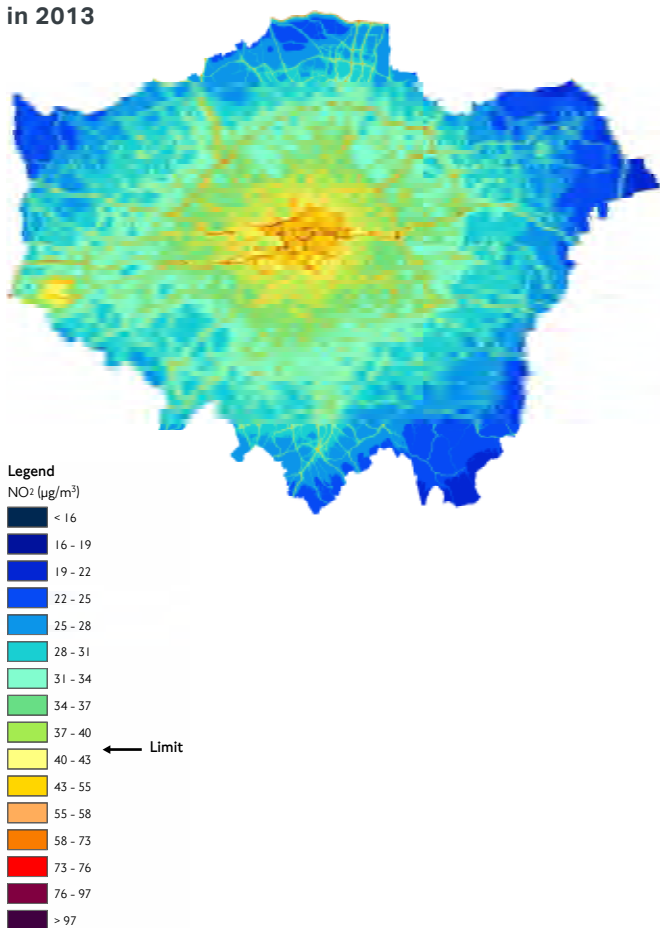 in 2013
Legend
NO² (µg/m³)
< 16
16 - 19
19 - 22
22 - 25
25 - 28
28 - 31
31 - 34
34 - 37
37 - 40
Limit
40 - 43
43 - 55
55 - 58
58 - 73
73 - 76
76 - 97
> 97